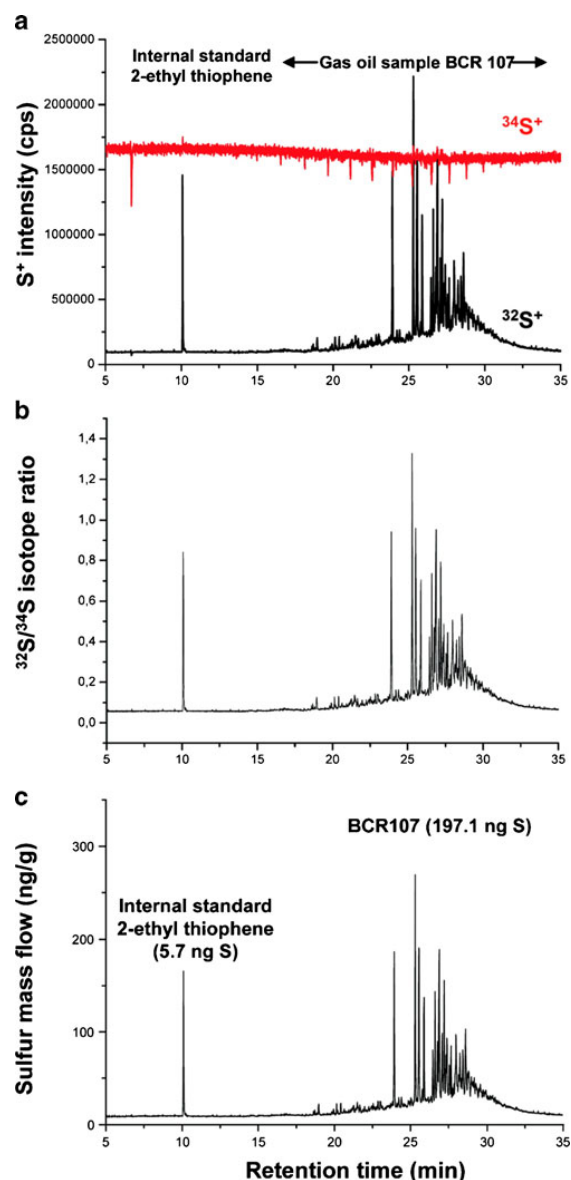 a
Internal standard
2-ethyl thiophene
Gas oil sample BCR 107
³⁴S⁺
³²S⁺
S⁺ intensity (cps)
2500000
2000000
1500000
1000000
500000
0
5 10 15 20 25 30 35
b
³²S/³⁴S isotope ratio
1,4
1,2
1,0
0,8
0,6
0,4
0,2
0,0
5 10 15 20 25 30 35
c
BCR107 (197.1 ng S)
Internal standard
2-ethyl thiophene
(5.7 ng S)
Sulfur mass flow (ng/g)
300
200
100
0
5 10 15 20 25 30 35
Retention time (min)